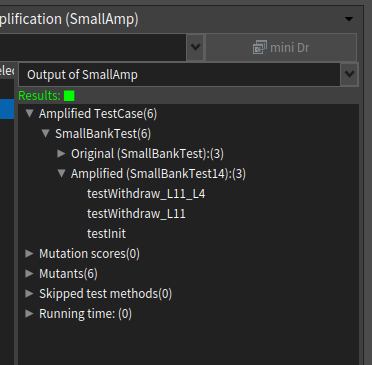 plification (SmallAmp)
mini Dr
elec
Output of SmallAmp
Results:
Amplified TestCase(6)
SmallBankTest(6)
Original (SmallBankTest):(3)
Amplified (SmallBankTest14):(3)
testWithdraw_L11_L4
testWithdraw_L11
testInit
Mutation scores(0)
Mutants(6)
Skipped test methods(0)
Running time: (0)